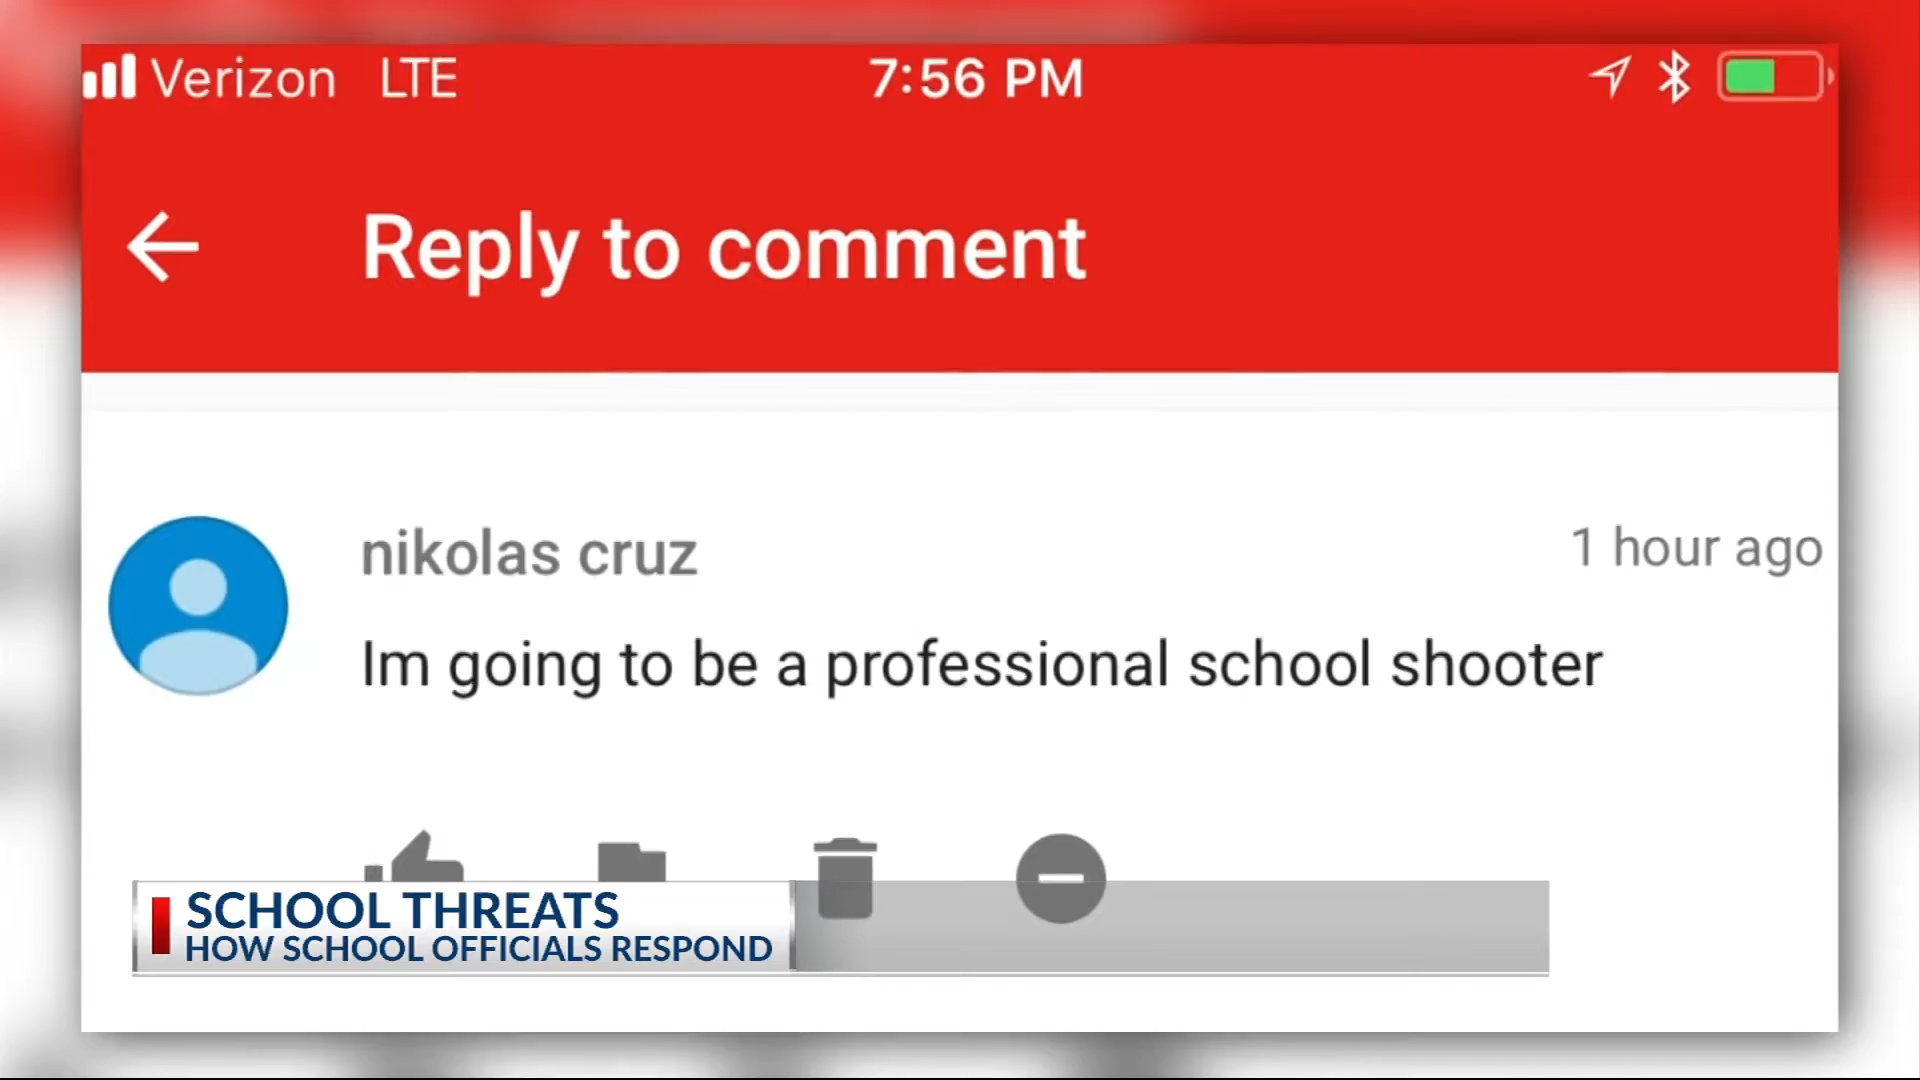 Verizon LTE 7:56 PM
Reply to comment
nikolas cruz 1 hour ago
Im going to be a professional school shooter
SCHOOL THREATS
HOW SCHOOL OFFICIALS RESPOND